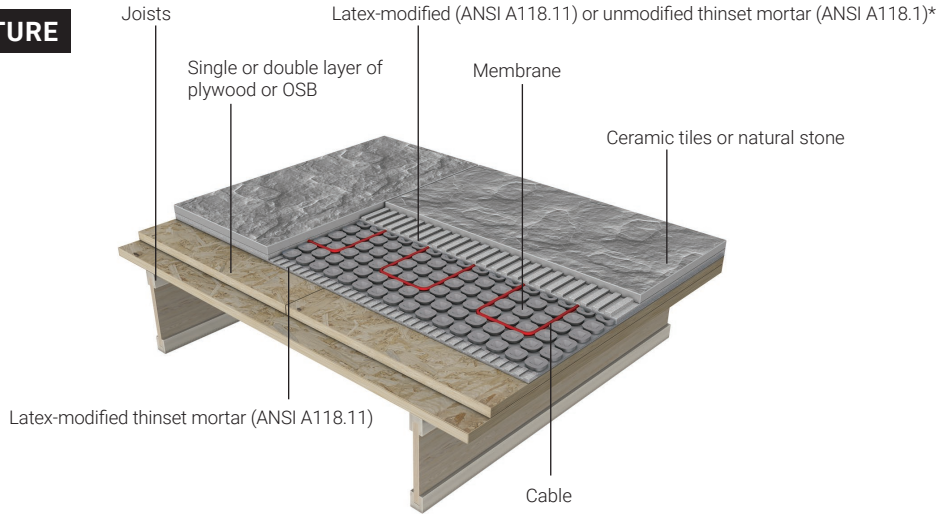 TURE
Joists
Latex-modified (ANSI A118.11) or unmodified thinset mortar (ANSI A118.1)*
Single or double layer of
plywood or OSB
Membrane
Ceramic tiles or natural stone
Latex-modified thinset mortar (ANSI A118.11)
Cable